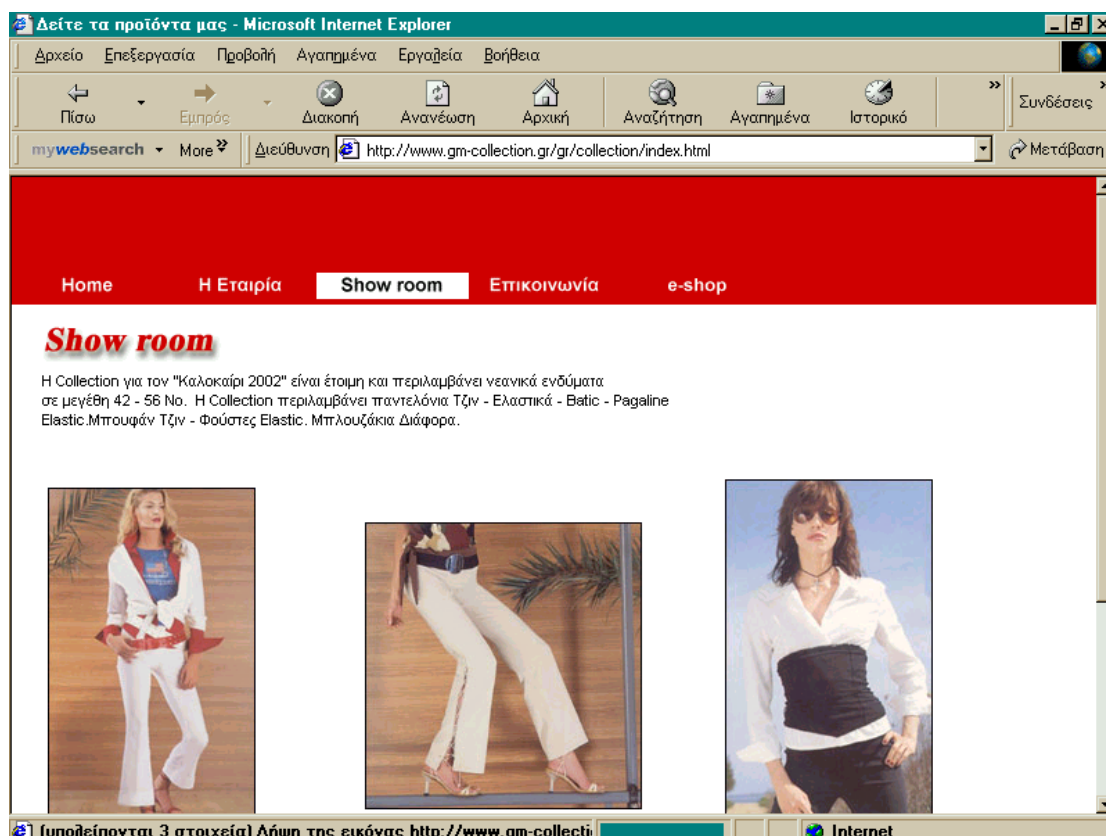 Δείτε τα προϊόντα μας - Microsoft Internet Explorer
Αρχείο Επεξεργασία Προβολή Αγαπημένα Εργαλεία Βοήθεια
Πίσω Εμπρός Διακοπή Ανανέωση Αρχική Αναζήτηση Αγαπημένα Ιστορικό Συνδέσεις
mywebsearch More Διεύθυνση http://www.gm-collection.gr/gr/collection/index.html Μετάβαση
Home Η Εταιρία Show room Επικοινωνία e-shop
Show room
Η Collection για τον "Καλοκαίρι 2002" είναι έτοιμη και περιλαμβάνει νεανικά ενδύματα
σε μεγέθη 42 - 56 Νο. Η Collection περιλαμβάνει παντελόνια Τζιν - Ελαστικά - Batic - Pagaline
Elastic.Μπουφάν Τζιν - Φούστες Elastic. Μπλουζάκια Διάφορα.
(υπολείπονται 3 στοιχεία) Λήψη της εικόνας http://www.gm-collecti Internet